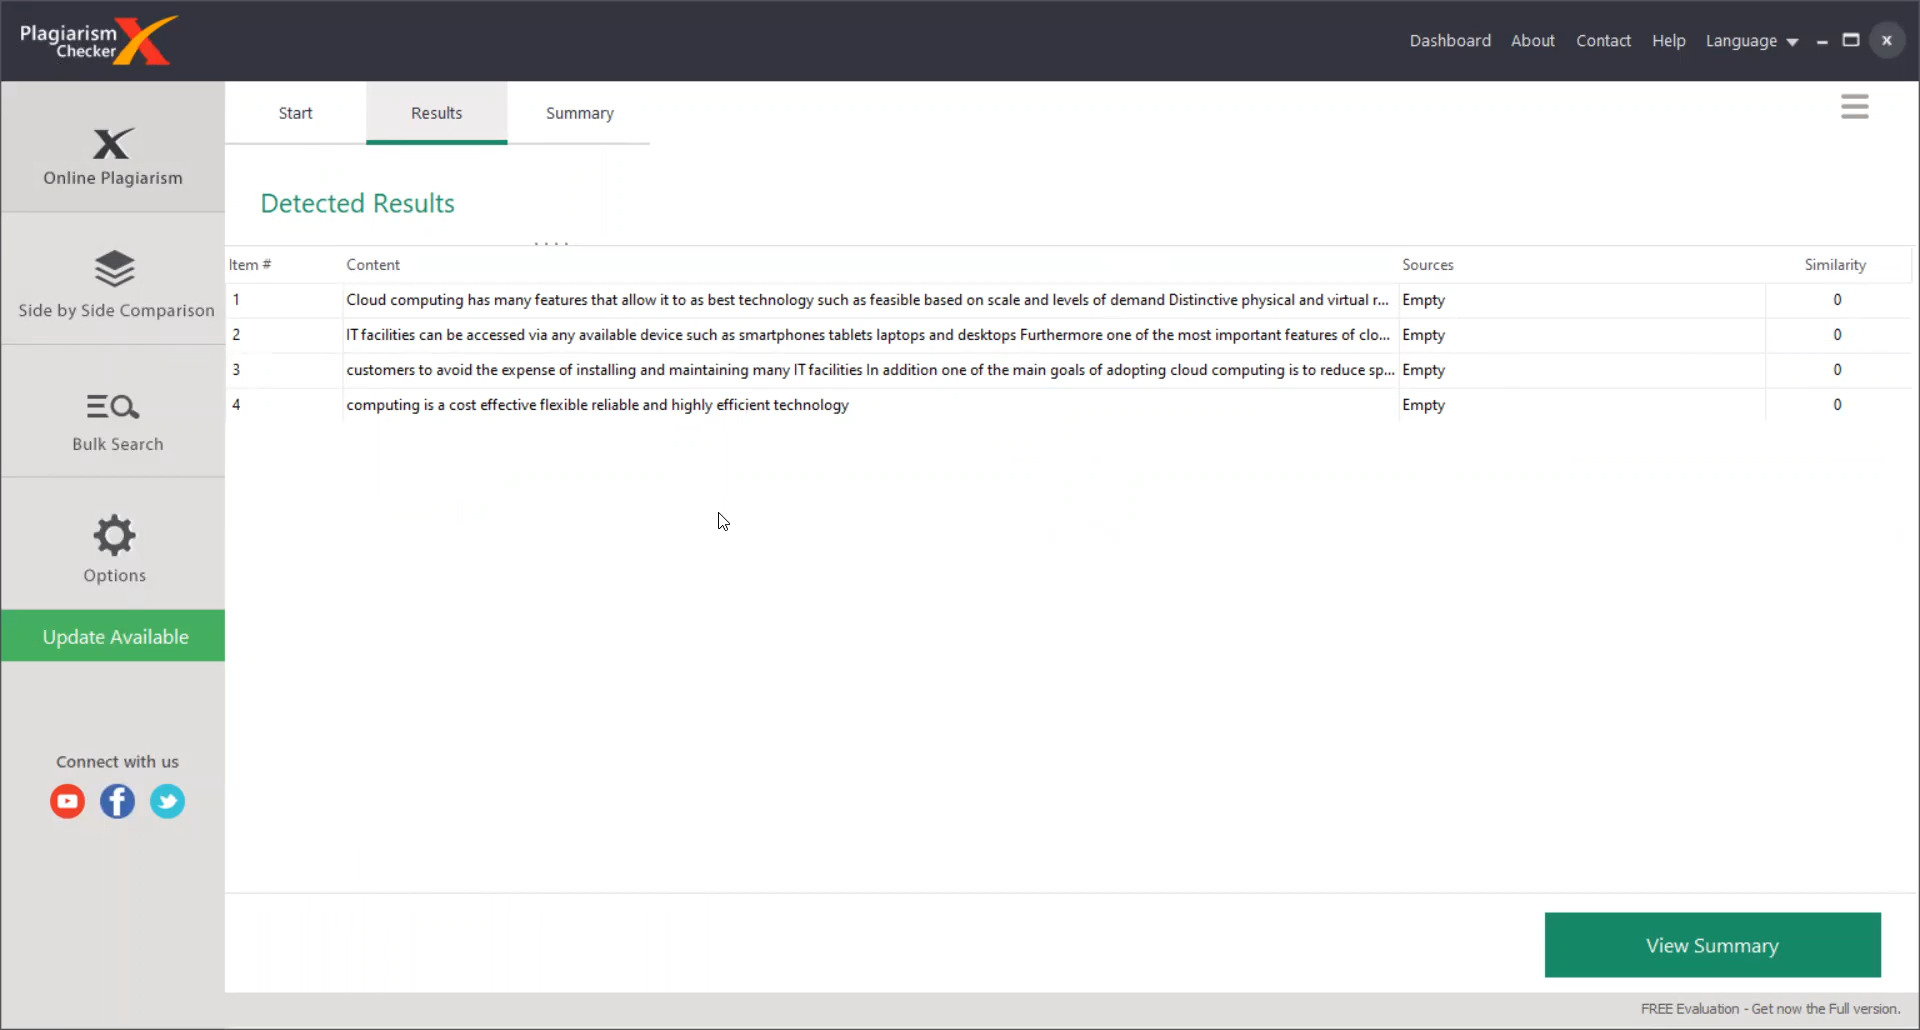 Plagiarism
Checker
Dashboard About Contact Help Language
Online Plagiarism
Side by Side Comparison
Bulk Search
Options
Update Available
Connect with us
Start Results Summary
Detected Results
Item # Content Sources Similarity
1 Cloud computing has many features that allow it to as best technology such as feasible based on scale and levels of demand Distinctive physical and virtual r... Empty 0
2 IT facilities can be accessed via any available device such as smartphones tablets laptops and desktops Furthermore one of the most important features of clo... Empty 0
3 customers to avoid the expense of installing and maintaining many IT facilities In addition one of the main goals of adopting cloud computing is to reduce sp... Empty 0
4 computing is a cost effective flexible reliable and highly efficient technology Empty 0
View Summary
FREE Evaluation - Get now the Full version.